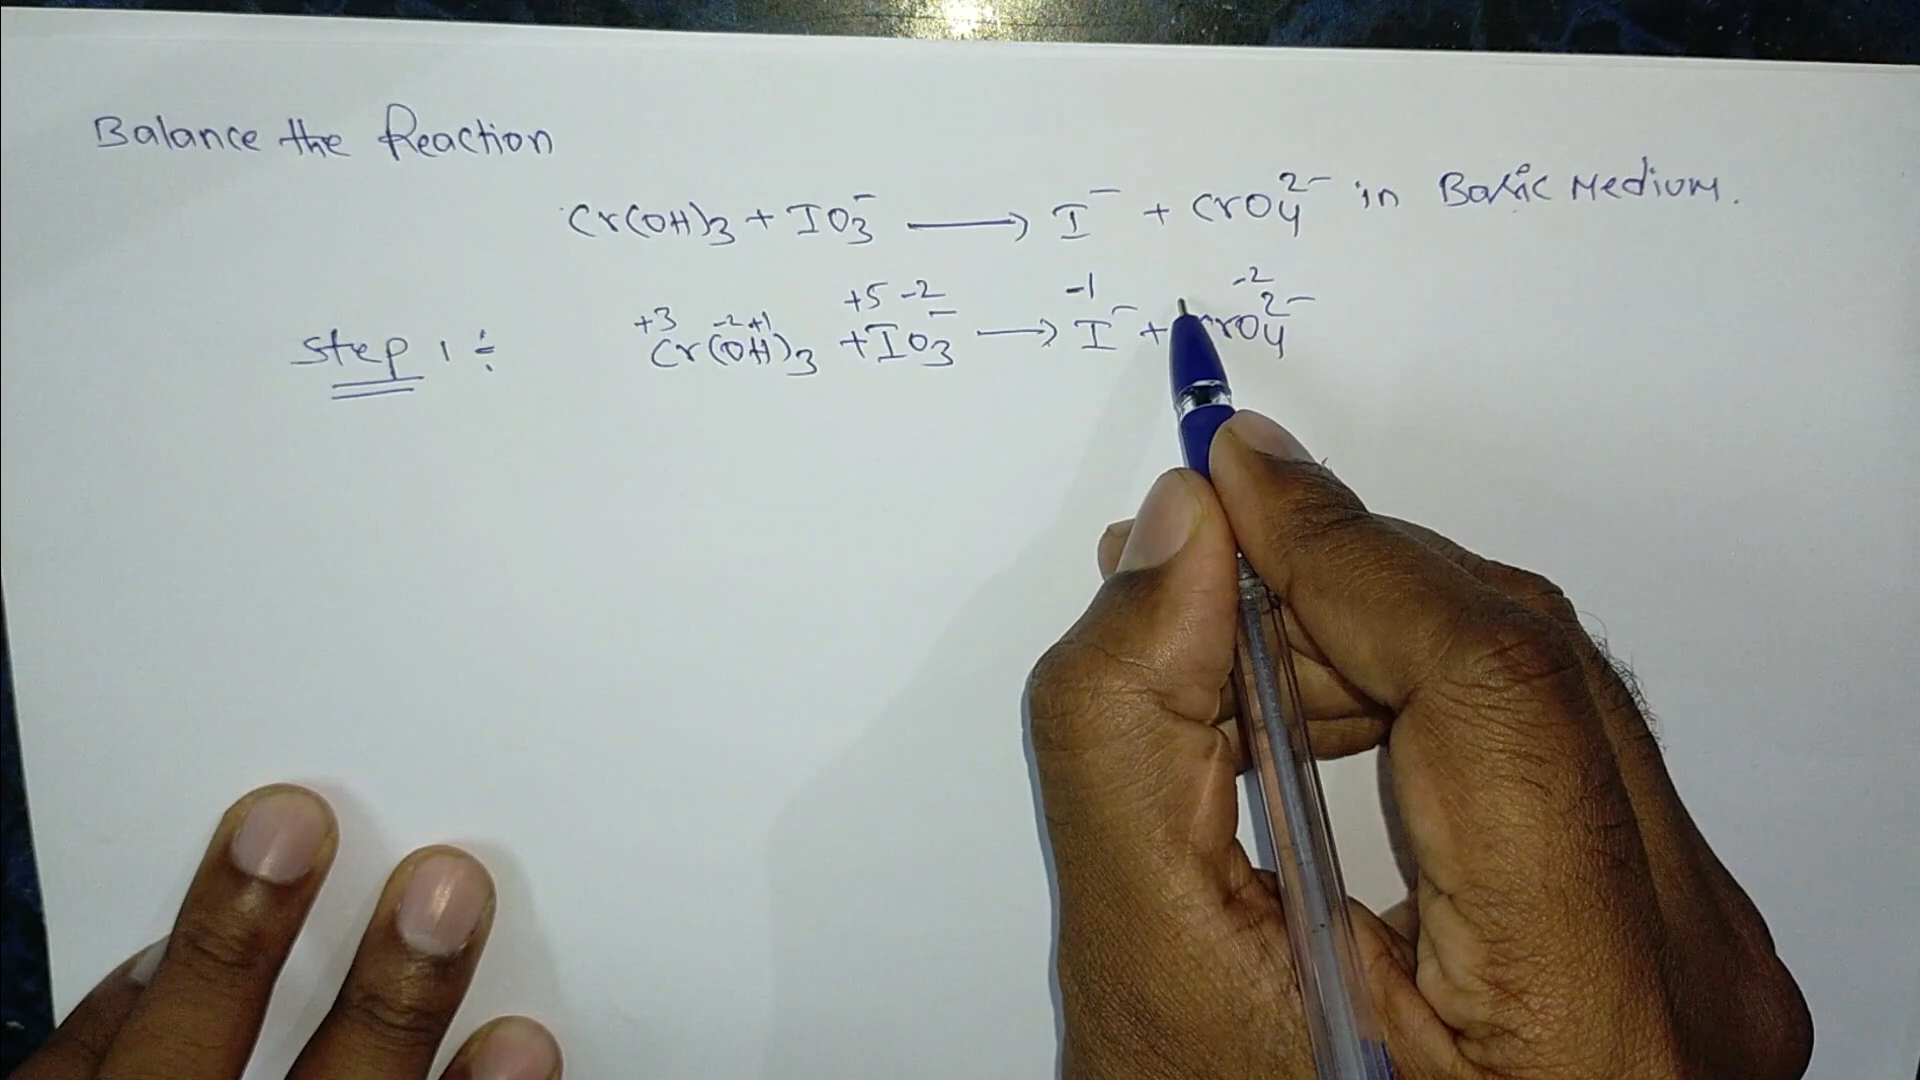 Balance the Reaction
Cr(OH)3 + IO3^- ⟶ I^- + CrO4^2- in Basic Medium.
+3 -2 +1 +5 -2 -1 -2
Step 1 ÷ Cr(OH)3 + IO3^- ⟶ I^- + CrO4^2-